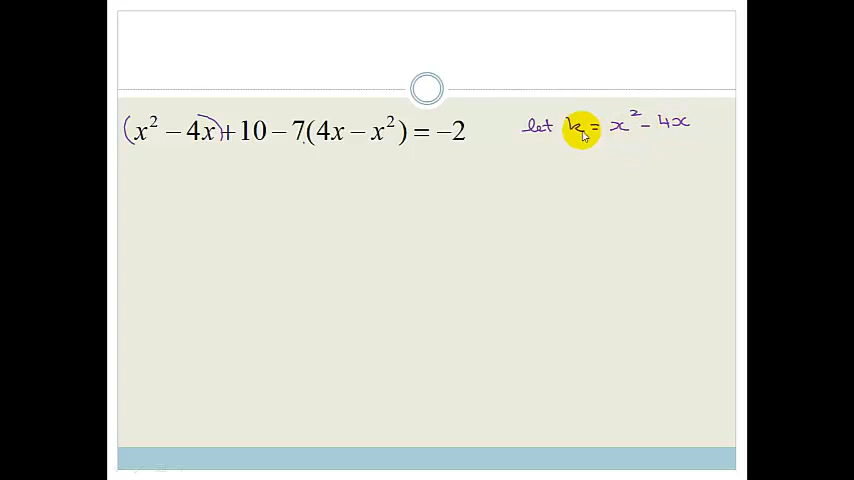 (x² − 4x) + 10 − 7(4x − x²) = −2
let k = x² − 4x